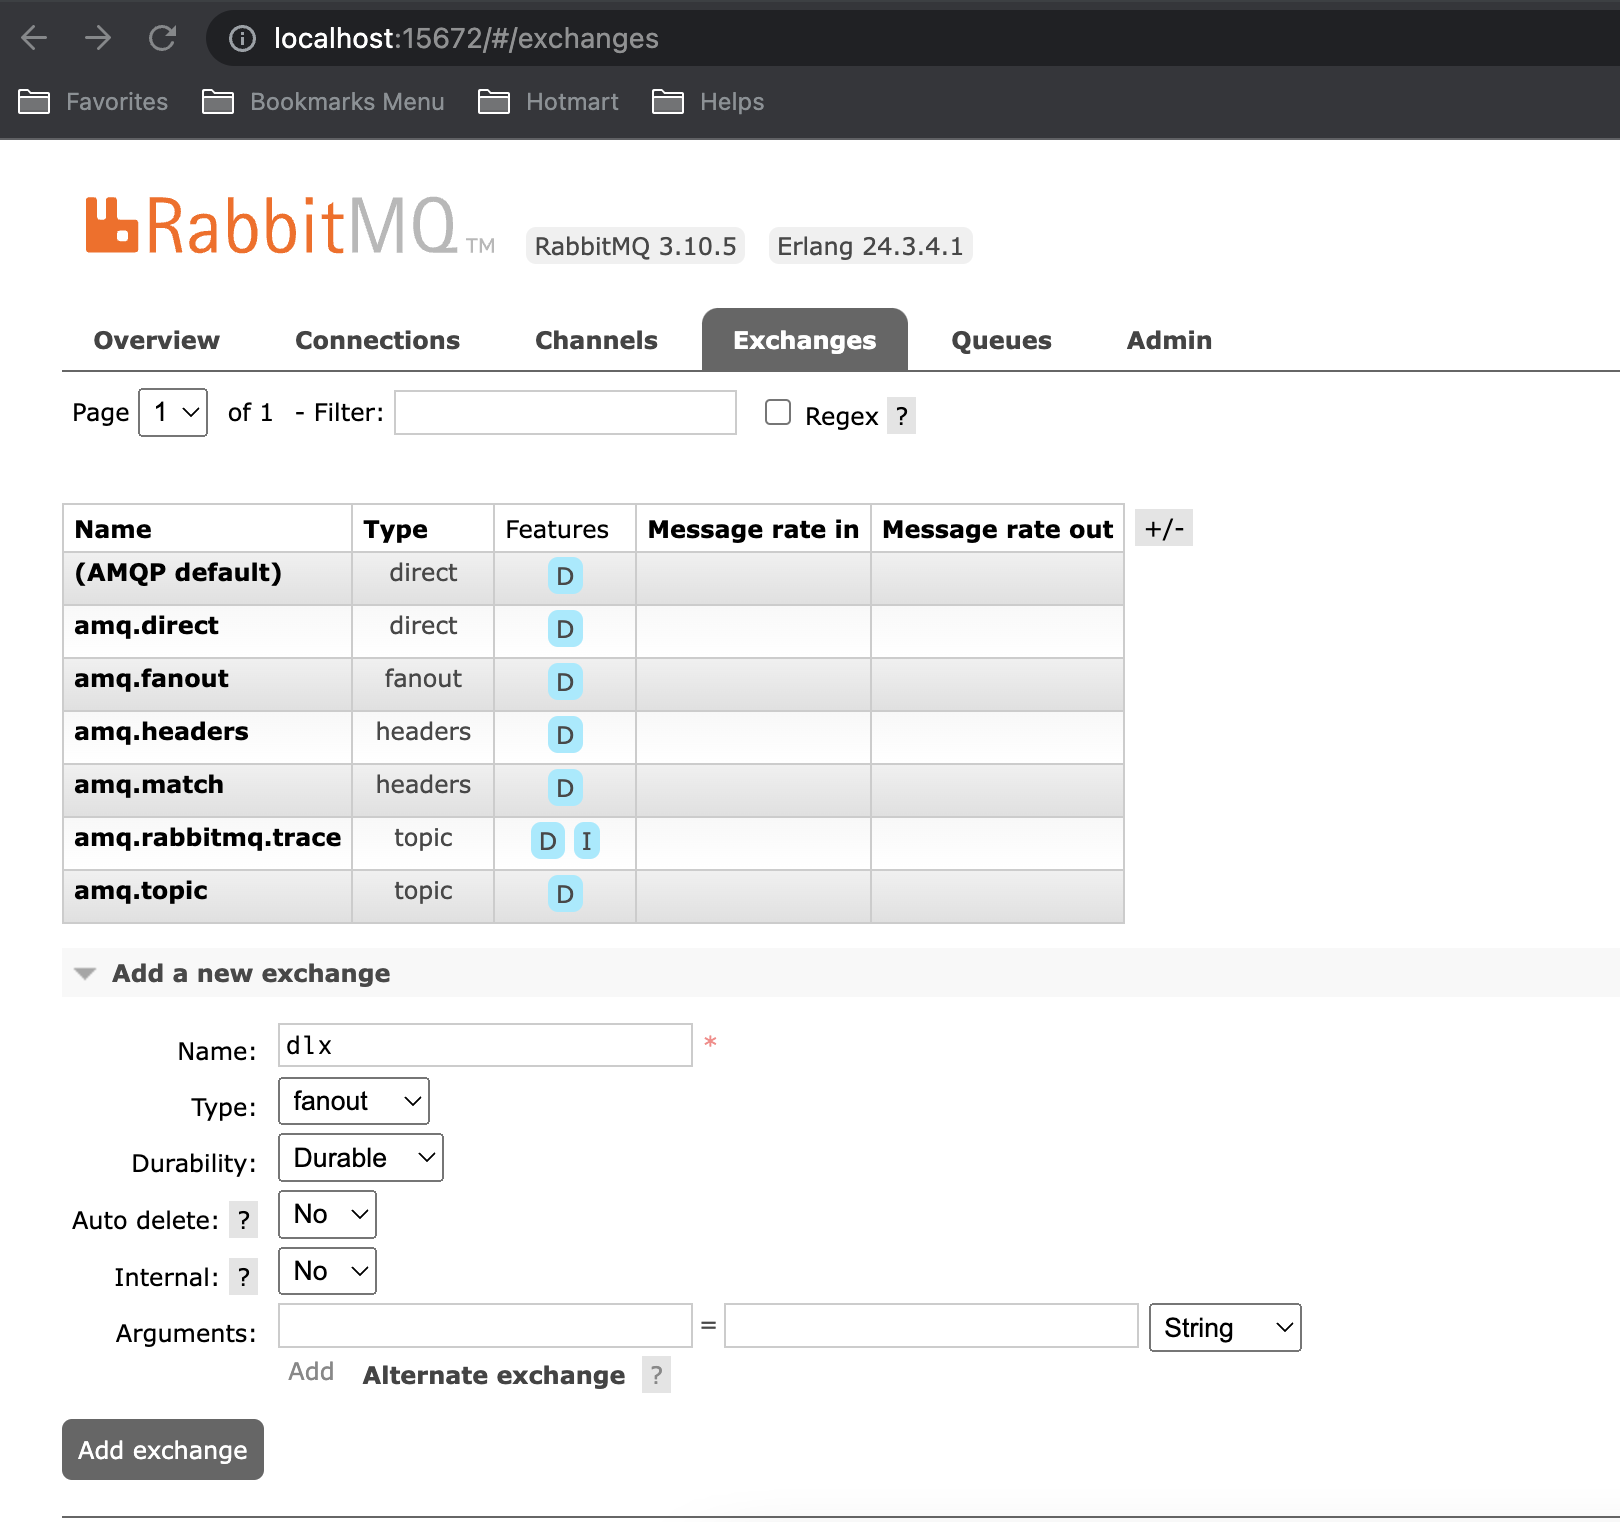 localhost:15672/#/exchanges
Favorites Bookmarks Menu Hotmart Helps
RabbitMQ TM RabbitMQ 3.10.5 Erlang 24.3.4.1
Overview Connections Channels Exchanges Queues Admin
Page 1 of 1 - Filter: Regex ?
Name Type Features Message rate in Message rate out +/-
(AMQP default) direct D
amq.direct direct D
amq.fanout fanout D
amq.headers headers D
amq.match headers D
amq.rabbitmq.trace topic D I
amq.topic topic D
Add a new exchange
Name: dlx *
Type: fanout
Durability: Durable
Auto delete: ? No
Internal: ? No
Arguments: = String
Add Alternate exchange ?
Add exchange